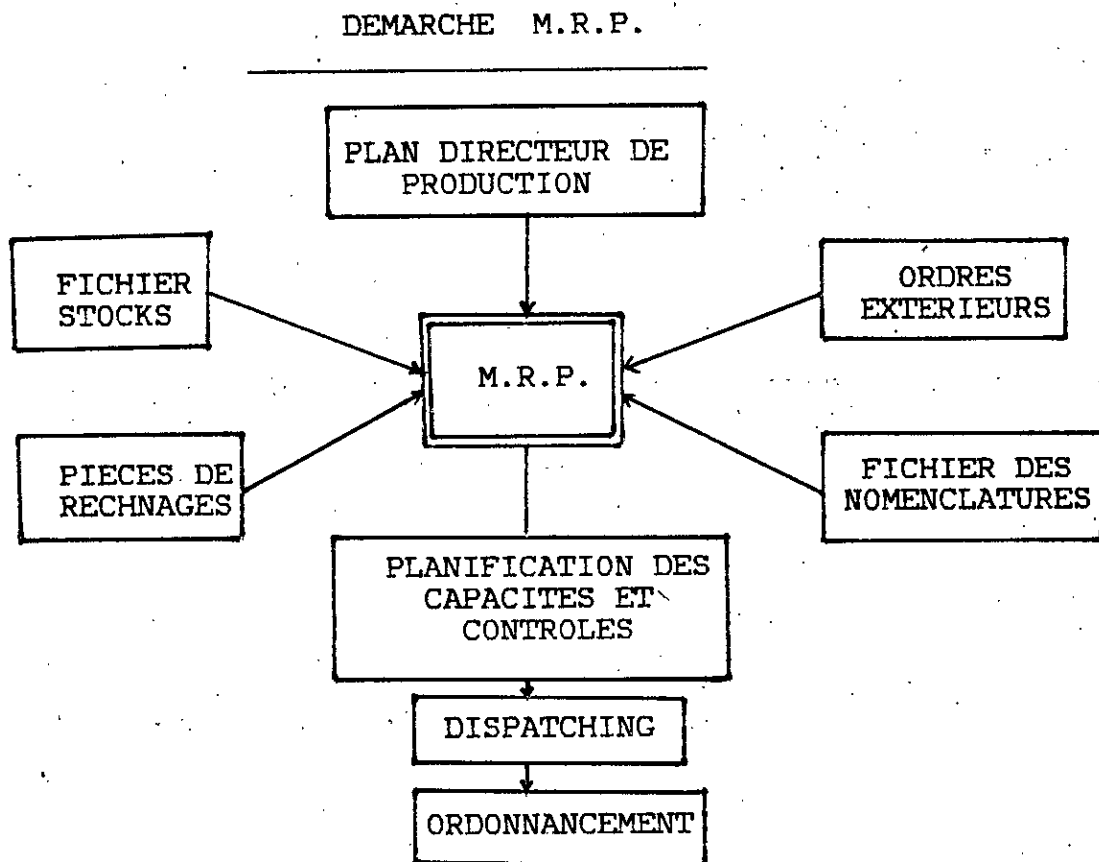 DEMARCHE M.R.P.
PLAN DIRECTEUR DE
PRODUCTION
FICHIER
STOCKS
ORDRES
EXTERIEURS
M.R.P.
PIECES DE
RECHNAGES
FICHIER DES
NOMENCLATURES
PLANIFICATION DES
CAPACITES ET
CONTROLES
DISPATCHING
ORDONNANCEMENT